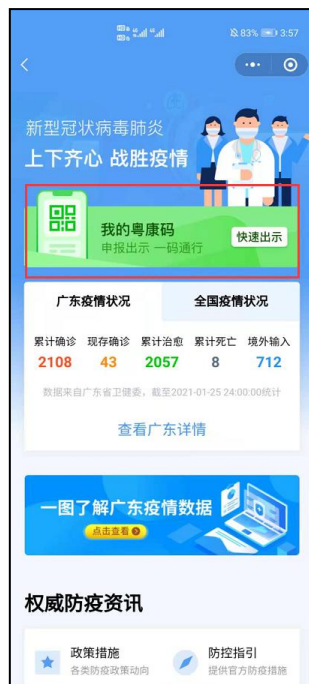 83% 3:57
新型冠状病毒肺炎
上下齐心 战胜疫情
我的粤康码
申报出示 一码通行
快速出示
广东疫情状况 全国疫情状况
累计确诊 现存确诊 累计治愈 累计死亡 境外输入
2108 43 2057 8 712
数据来自广东省卫健委，截至2021-01-25 24:00:00统计
查看广东详情
一图了解广东疫情数据
点击查看
权威防疫资讯
政策措施 防控指引
各类防疫政策动向 提供官方防疫措施